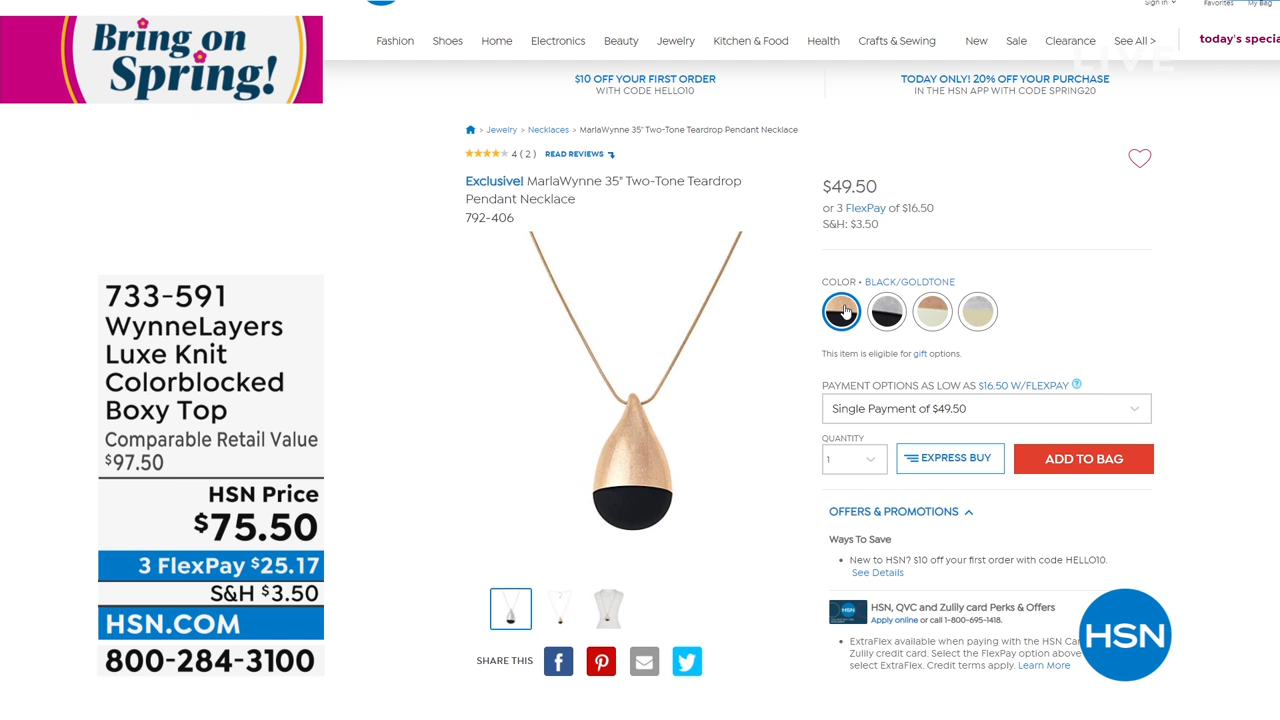 Bring on
Spring!
Sign in
Favorites
My Bag
Fashion
Shoes
Home
Electronics
Beauty
Jewelry
Kitchen & Food
Health
Crafts & Sewing
New
Sale
Clearance
See All >
today's specia
LIVE
$10 OFF YOUR FIRST ORDER
WITH CODE HELLO10
TODAY ONLY! 20% OFF YOUR PURCHASE
IN THE HSN APP WITH CODE SPRING20
> Jewelry > Necklaces > MarlaWynne 35" Two-Tone Teardrop Pendant Necklace
4 ( 2 ) READ REVIEWS
Exclusive! MarlaWynne 35" Two-Tone Teardrop
Pendant Necklace
792-406
$49.50
or 3 FlexPay of $16.50
S&H: $3.50
COLOR • BLACK/GOLDTONE
This item is eligible for gift options.
PAYMENT OPTIONS AS LOW AS $16.50 W/FLEXPAY ?
Single Payment of $49.50
QUANTITY
1
EXPRESS BUY
ADD TO BAG
OFFERS & PROMOTIONS
Ways To Save
• New to HSN? $10 off your first order with code HELLO10.
See Details
HSN, QVC and Zulily card Perks & Offers
Apply online or call 1-800-695-1418.
• ExtraFlex available when paying with the HSN Ca
Zulily credit card. Select the FlexPay option above
select ExtraFlex. Credit terms apply. Learn More
SHARE THIS
733-591
WynneLayers
Luxe Knit
Colorblocked
Boxy Top
Comparable Retail Value
$97.50
HSN Price
$75.50
3 FlexPay $25.17
S&H $3.50
HSN.COM
800-284-3100
HSN